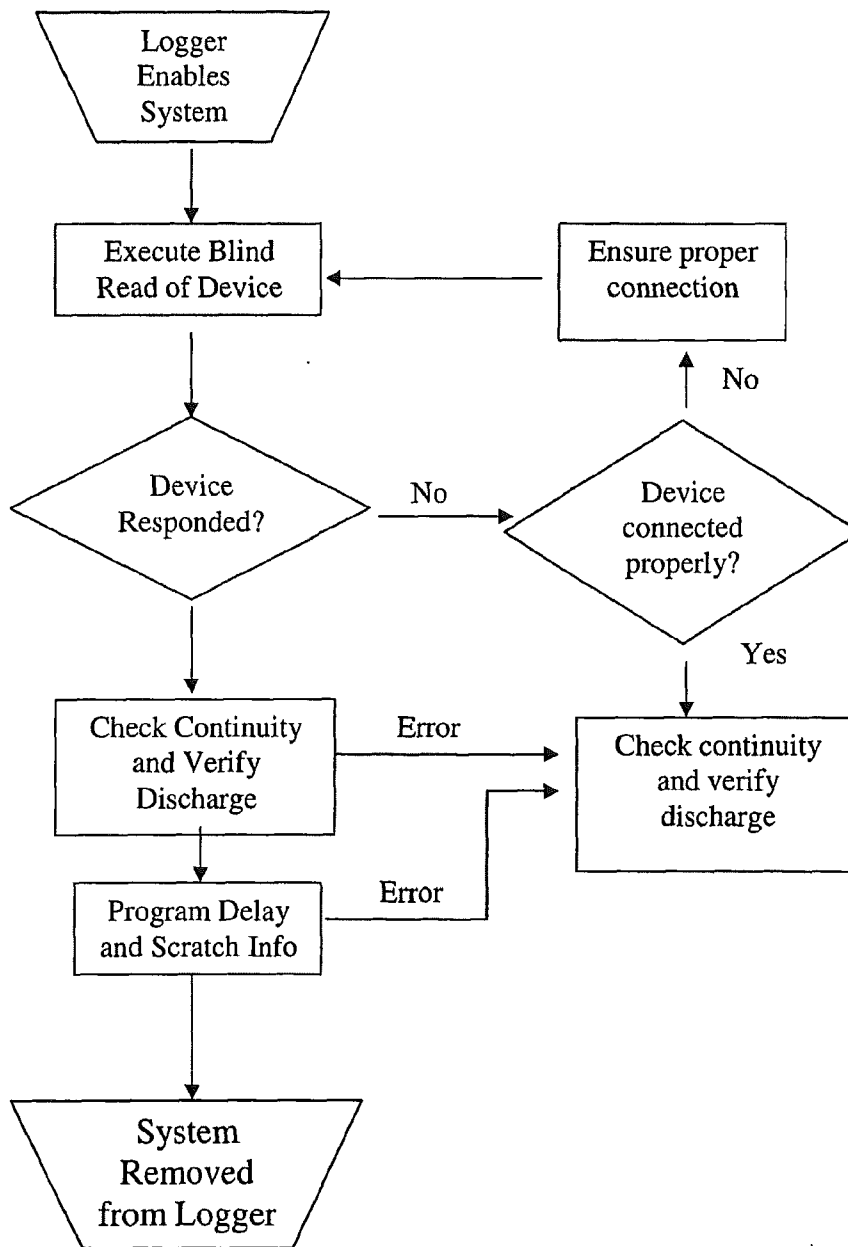 Logger
Enables
System
Execute Blind
Read of Device
Ensure proper
connection
No
Device
Responded?
No
Device
connected
properly?
Yes
Check Continuity
and Verify
Discharge
Error
Check continuity
and verify
discharge
Program Delay
and Scratch Info
Error
System
Removed
from Logger